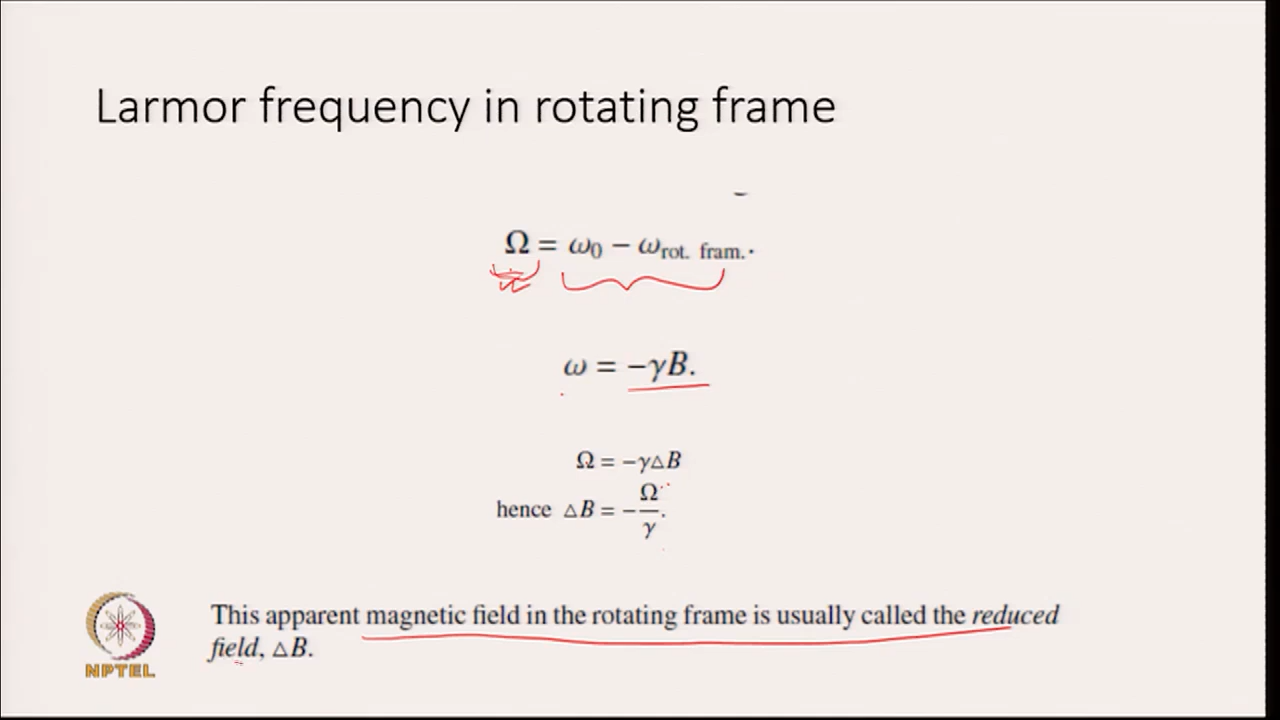 Larmor frequency in rotating frame
Ω = ω₀ − ω_rot. fram..
ω = −γB.
Ω = −γ△B
hence △B = −Ω/γ.
This apparent magnetic field in the rotating frame is usually called the reduced
field, △B.
NPTEL